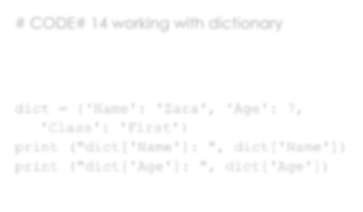 # CODE# 14 working with dictionary
dict = {'Name': 'Zara', 'Age': 7,
'Class': 'First'}
print ("dict['Name']: ", dict['Name'])
print ("dict['Age']: ", dict['Age'])